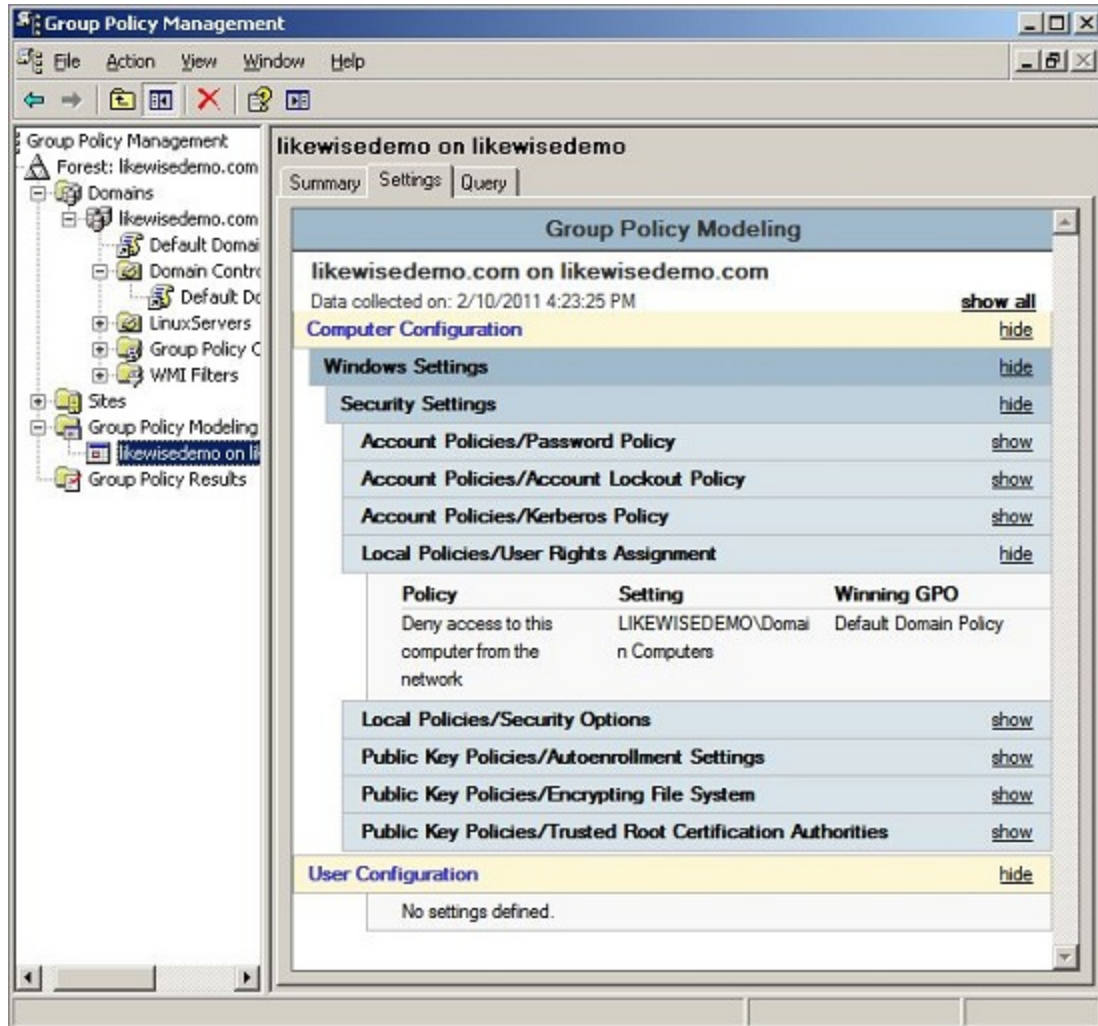 Group Policy Management
File Action View Window Help
Group Policy Management
Forest: likewisedemo.com
Domains
likewisedemo.com
Default Domai
Domain Contro
Default Do
LinuxServers
Group Policy C
WMI Filters
Sites
Group Policy Modeling
likewisedemo on li
Group Policy Results
likewisedemo on likewisedemo
Summary Settings Query
Group Policy Modeling
likewisedemo.com on likewisedemo.com
Data collected on: 2/10/2011 4:23:25 PM show all
Computer Configuration hide
Windows Settings hide
Security Settings hide
Account Policies/Password Policy show
Account Policies/Account Lockout Policy show
Account Policies/Kerberos Policy show
Local Policies/User Rights Assignment hide
Policy Setting Winning GPO
Deny access to this LIKEWISEDEMO\Domai Default Domain Policy
computer from the n Computers
network
Local Policies/Security Options show
Public Key Policies/Autoenrollment Settings show
Public Key Policies/Encrypting File System show
Public Key Policies/Trusted Root Certification Authorities show
User Configuration hide
No settings defined.